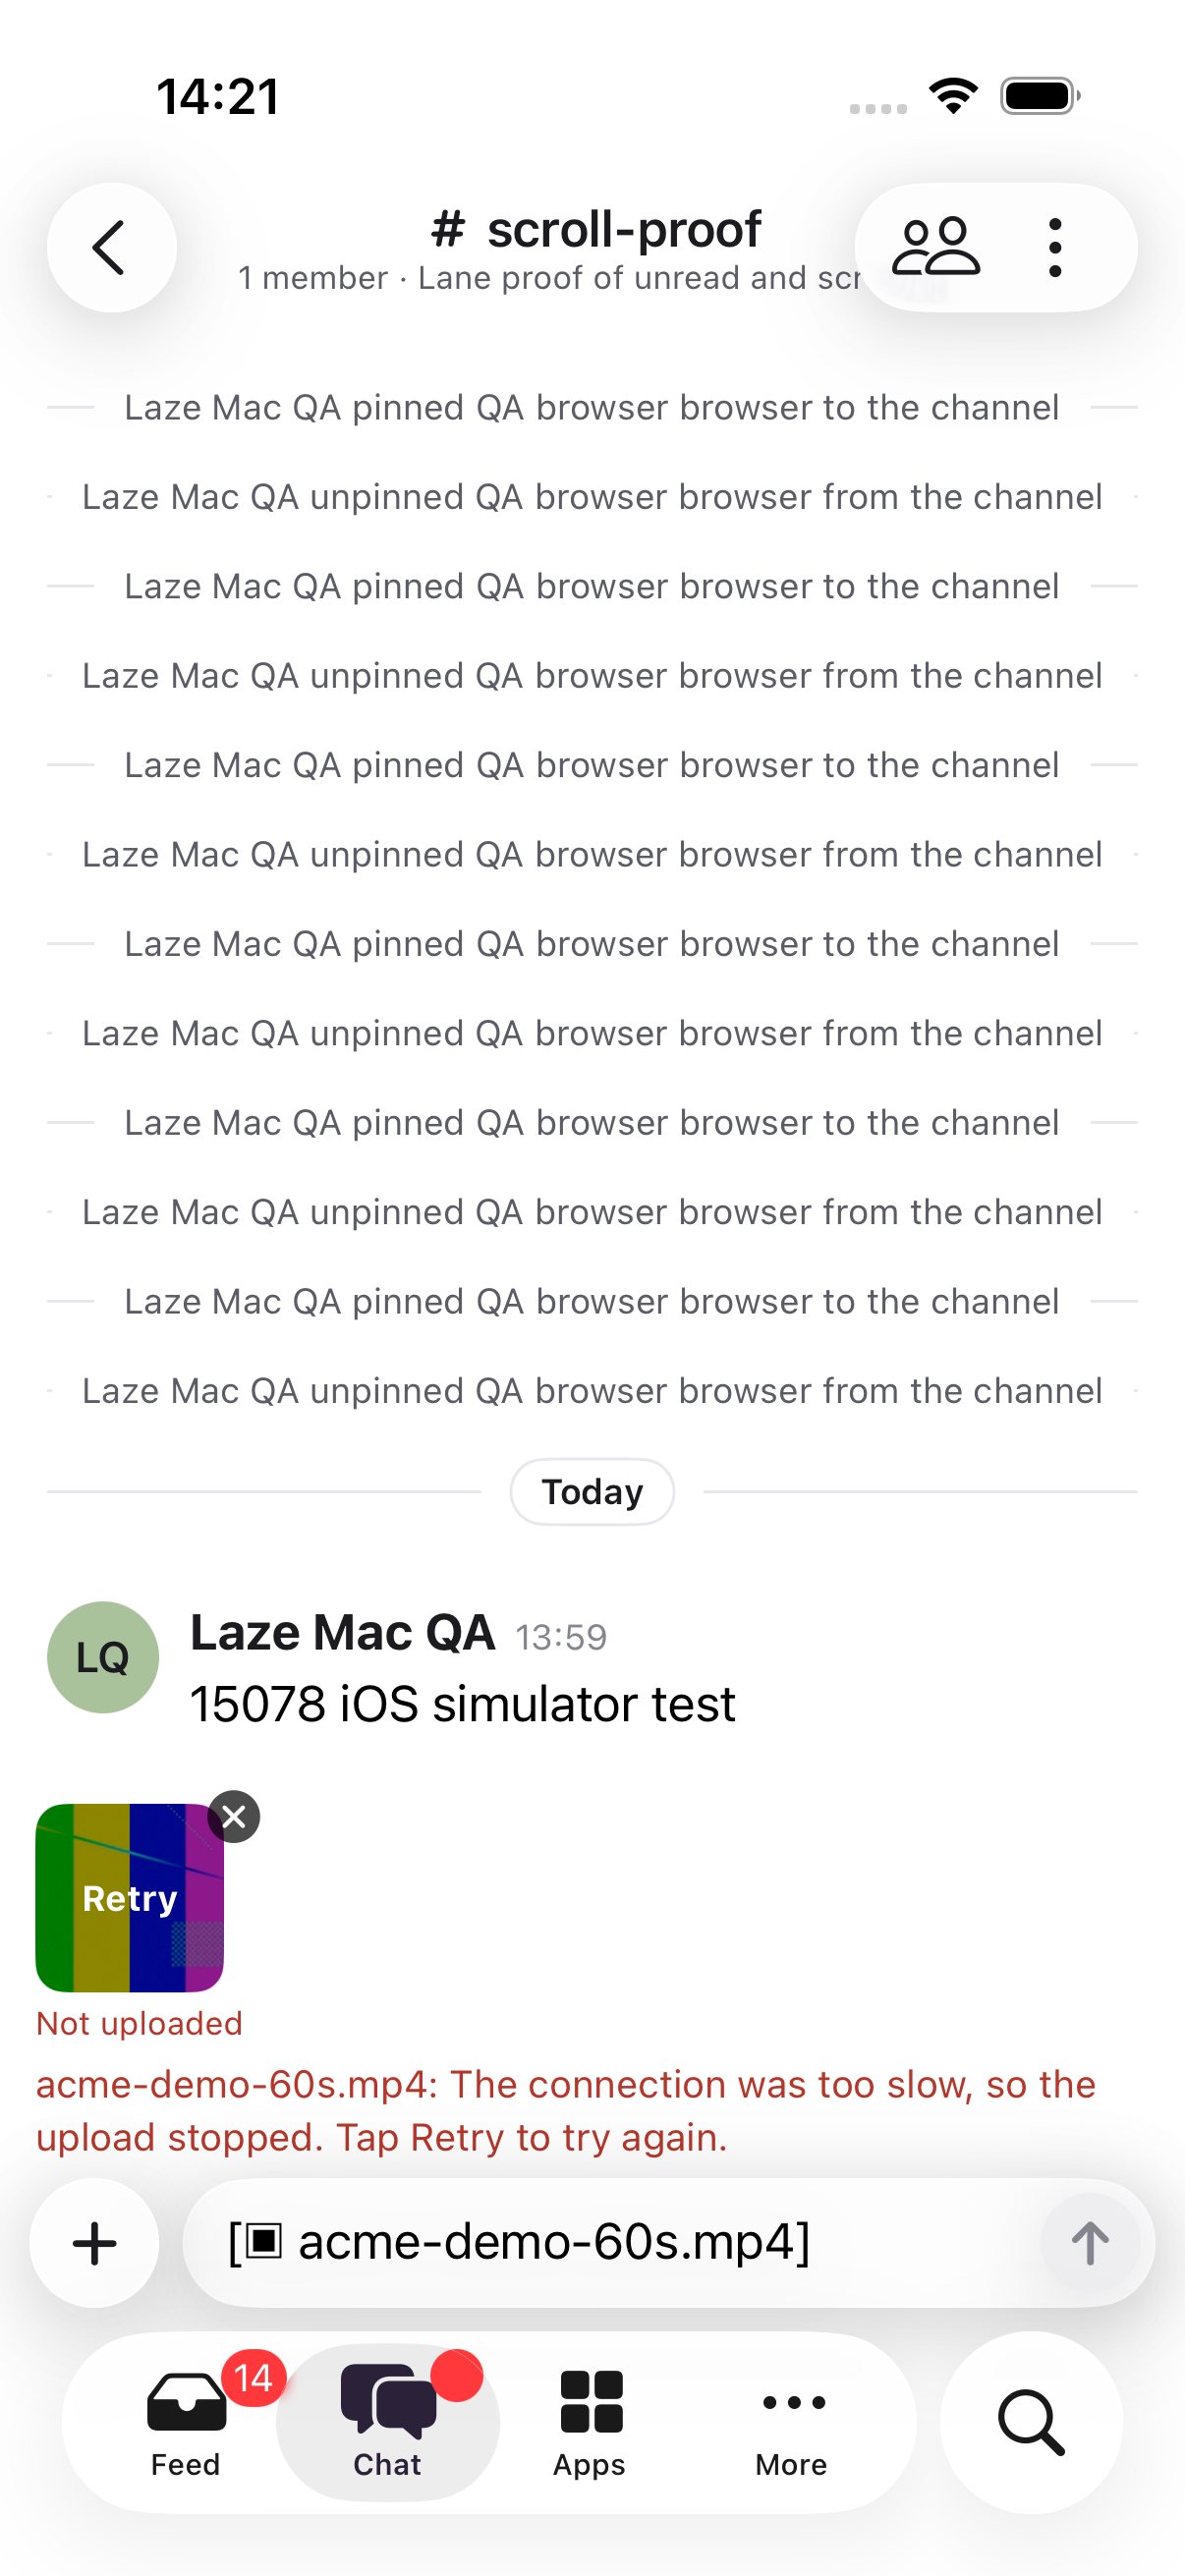 14:21
# scroll-proof
1 member · Lane proof of unread and scr
Laze Mac QA pinned QA browser browser to the channel
Laze Mac QA unpinned QA browser browser from the channel
Laze Mac QA pinned QA browser browser to the channel
Laze Mac QA unpinned QA browser browser from the channel
Laze Mac QA pinned QA browser browser to the channel
Laze Mac QA unpinned QA browser browser from the channel
Laze Mac QA pinned QA browser browser to the channel
Laze Mac QA unpinned QA browser browser from the channel
Laze Mac QA pinned QA browser browser to the channel
Laze Mac QA unpinned QA browser browser from the channel
Laze Mac QA pinned QA browser browser to the channel
Laze Mac QA unpinned QA browser browser from the channel
Today
LQ
Laze Mac QA 13:59
15078 iOS simulator test
Retry
Not uploaded
acme-demo-60s.mp4: The connection was too slow, so the
upload stopped. Tap Retry to try again.
[▣ acme-demo-60s.mp4]
14
Feed Chat Apps More